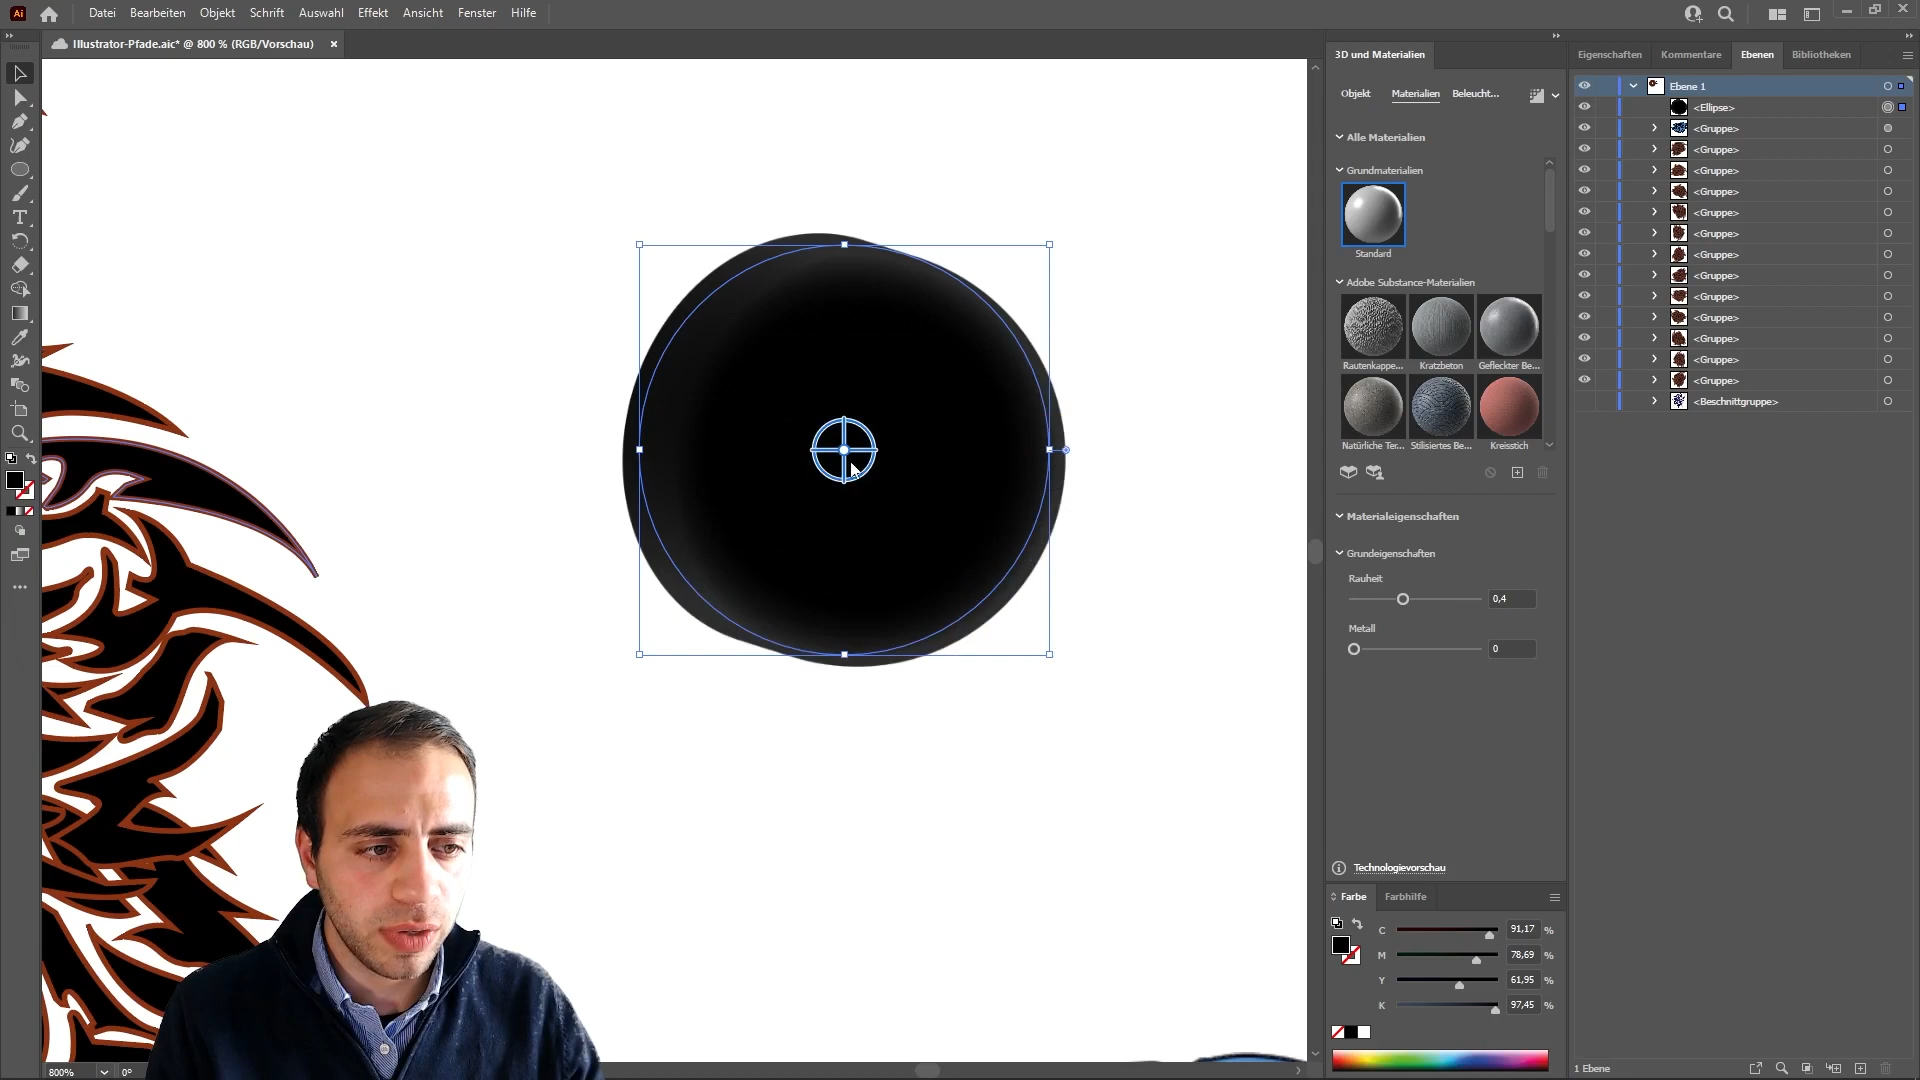 Ai
Datei Bearbeiten Objekt Schrift Auswahl Effekt Ansicht Fenster Hilfe
Illustrator-Pfade.aic* @ 800 % (RGB/Vorschau) ×
3D und Materialien
Objekt Materialien Beleucht...
Alle Materialien
Grundmaterialien
Standard
Adobe Substance-Materialien
Rautenkappe... Kratzbeton Gefleckter Be...
Natürliche Ter... Stilisiertes Be... Kreisstich
Materialeigenschaften
Grundeigenschaften
Rauheit
0,4
Metall
0
Technologievorschau
Farbe Farbhilfe
C 91,17 %
M 78,69 %
Y 61,95 %
K 97,45 %
Eigenschaften Kommentare Ebenen Bibliotheken
Ebene 1
<Ellipse>
<Gruppe>
<Gruppe>
<Gruppe>
<Gruppe>
<Gruppe>
<Gruppe>
<Gruppe>
<Gruppe>
<Gruppe>
<Gruppe>
<Gruppe>
<Gruppe>
<Gruppe>
<Beschnittgruppe>
1 Ebene
800% 0°